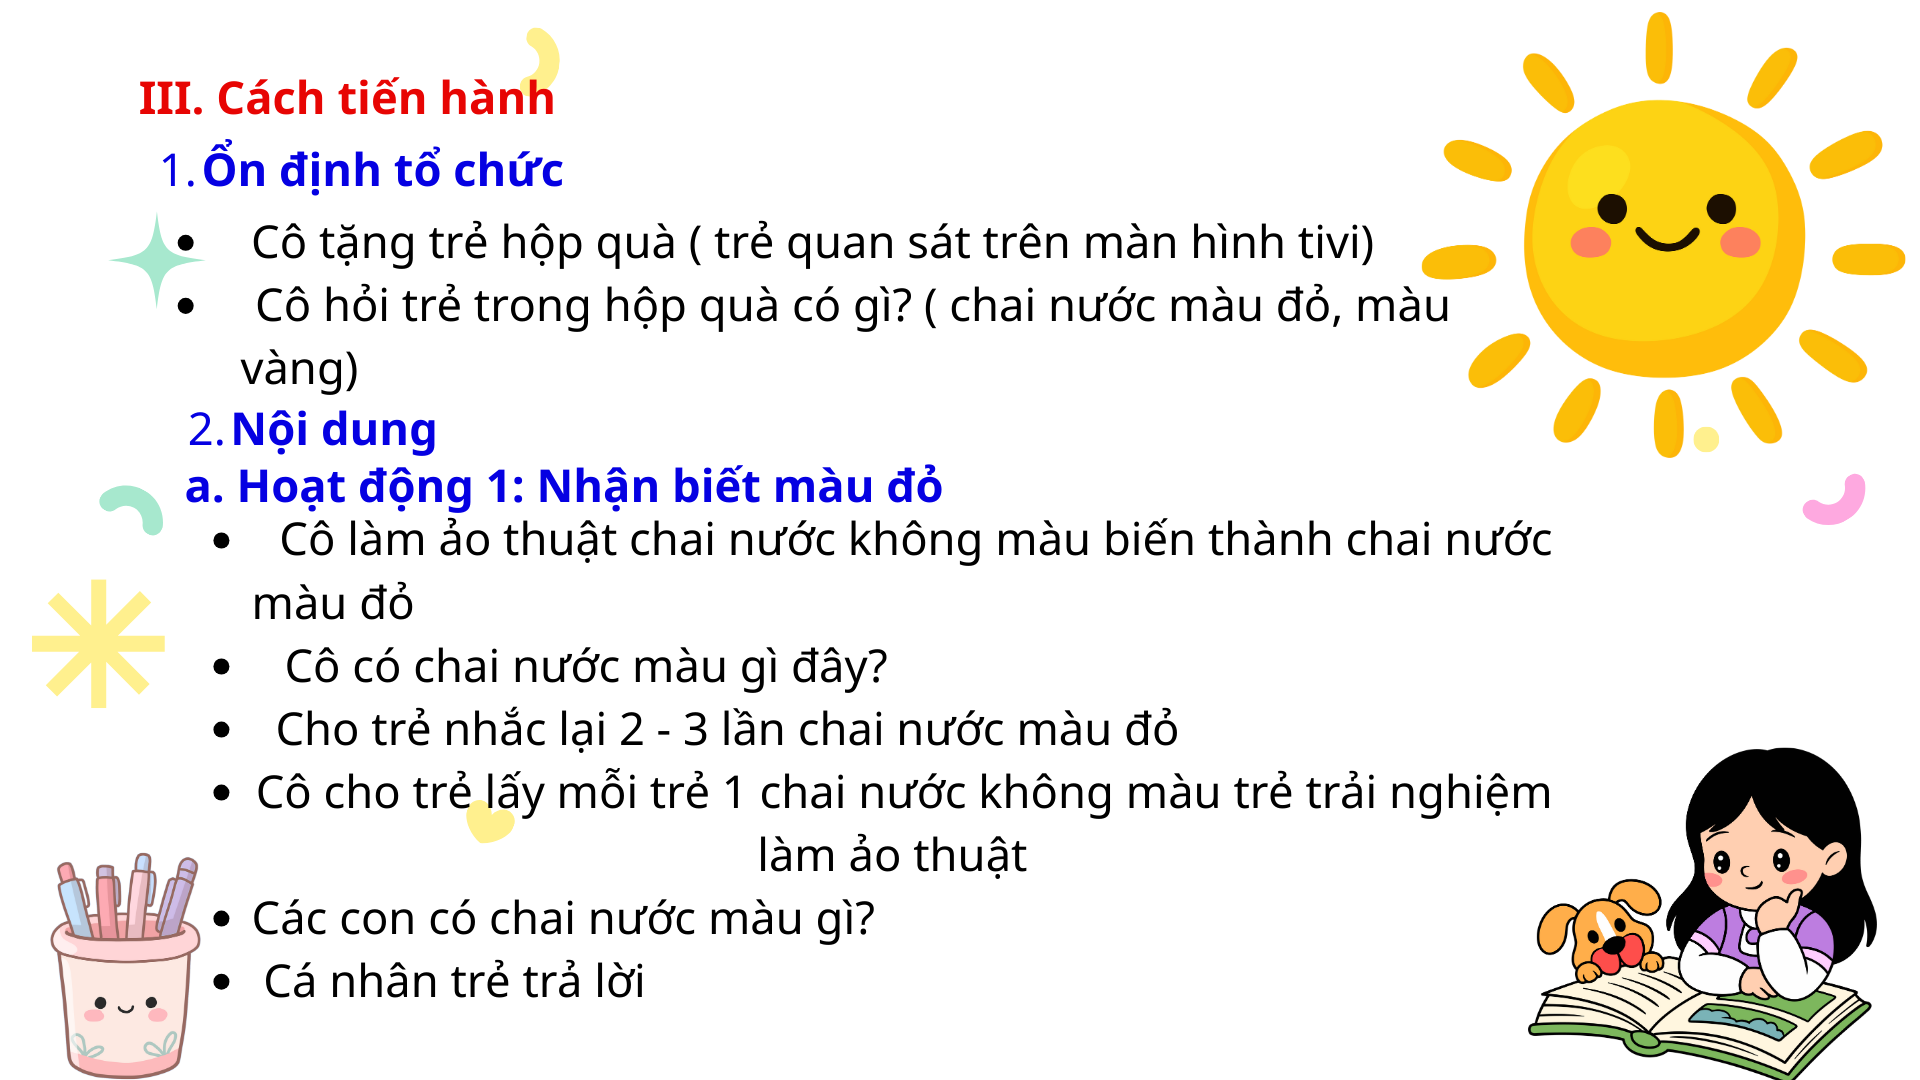 III. Cách tiến hành
1. Ổn định tổ chức
• Cô tặng trẻ hộp quà ( trẻ quan sát trên màn hình tivi)
• Cô hỏi trẻ trong hộp quà có gì? ( chai nước màu đỏ, màu
vàng)
2. Nội dung
a. Hoạt động 1: Nhận biết màu đỏ
• Cô làm ảo thuật chai nước không màu biến thành chai nước
màu đỏ
• Cô có chai nước màu gì đây?
• Cho trẻ nhắc lại 2 - 3 lần chai nước màu đỏ
• Cô cho trẻ lấy mỗi trẻ 1 chai nước không màu trẻ trải nghiệm
làm ảo thuật
• Các con có chai nước màu gì?
• Cá nhân trẻ trả lời